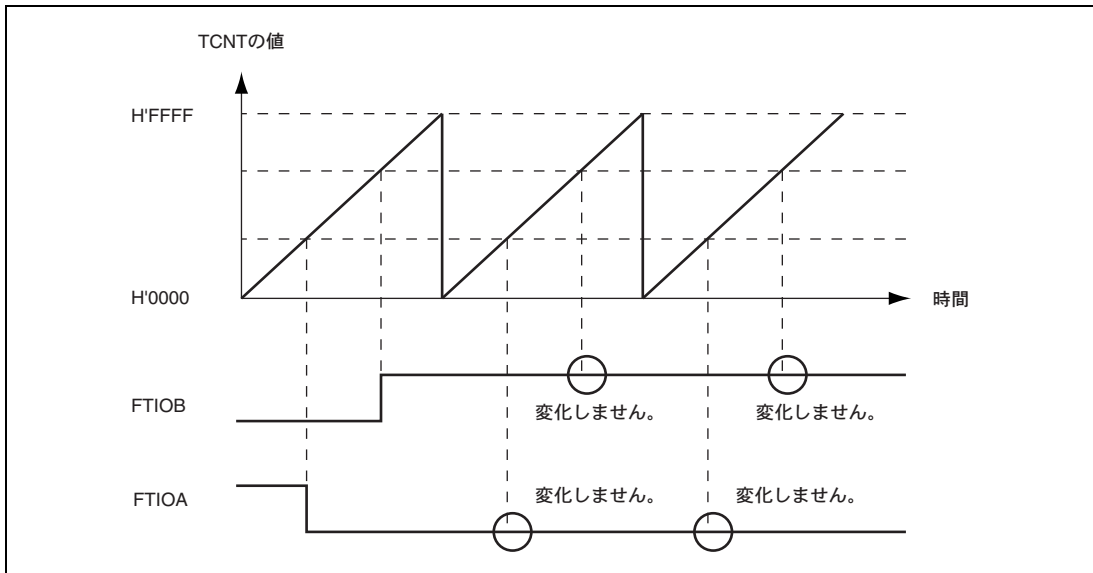 TCNTの値
H'FFFF
H'0000
時間
FTIOB
変化しません。 変化しません。
FTIOA
変化しません。 変化しません。